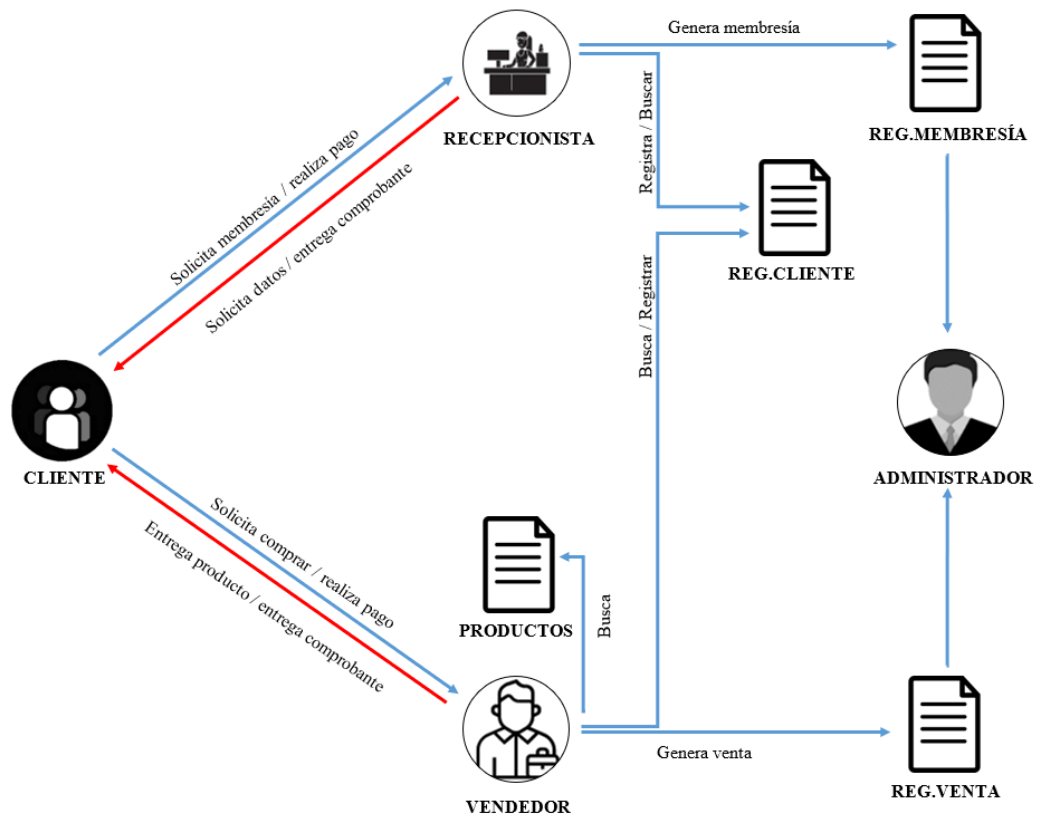 Genera membresía
RECEPCIONISTA
REG.MEMBRESÍA
Registra / Buscar
Solicita membresía / realiza pago
Solicita datos / entrega comprobante
REG.CLIENTE
Busca / Registrar
CLIENTE
ADMINISTRADOR
Solicita comprar / realiza pago
Entrega producto / entrega comprobante
PRODUCTOS
Busca
Genera venta
VENDEDOR
REG.VENTA